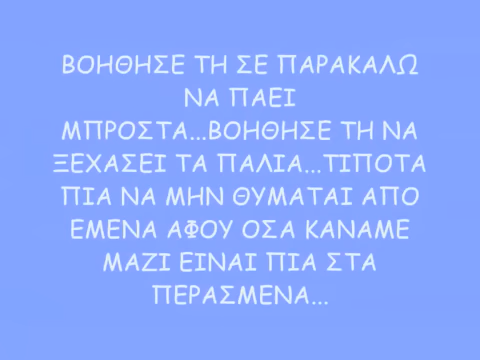 ΒΟΗΘΗΣΕ ΤΗ ΣΕ ΠΑΡΑΚΑΛΩ
ΝΑ ΠΑΕΙ
ΜΠΡΟΣΤΑ...ΒΟΗΘΗΣΕ ΤΗ ΝΑ
ΞΕΧΑΣΕΙ ΤΑ ΠΑΛΙΑ...ΤΙΠΟΤΑ
ΠΙΑ ΝΑ ΜΗΝ ΘΥΜΑΤΑΙ ΑΠΟ
ΕΜΕΝΑ ΑΦΟΥ ΟΣΑ ΚΑΝΑΜΕ
ΜΑΖΙ ΕΙΝΑΙ ΠΙΑ ΣΤΑ
ΠΕΡΑΣΜΕΝΑ...